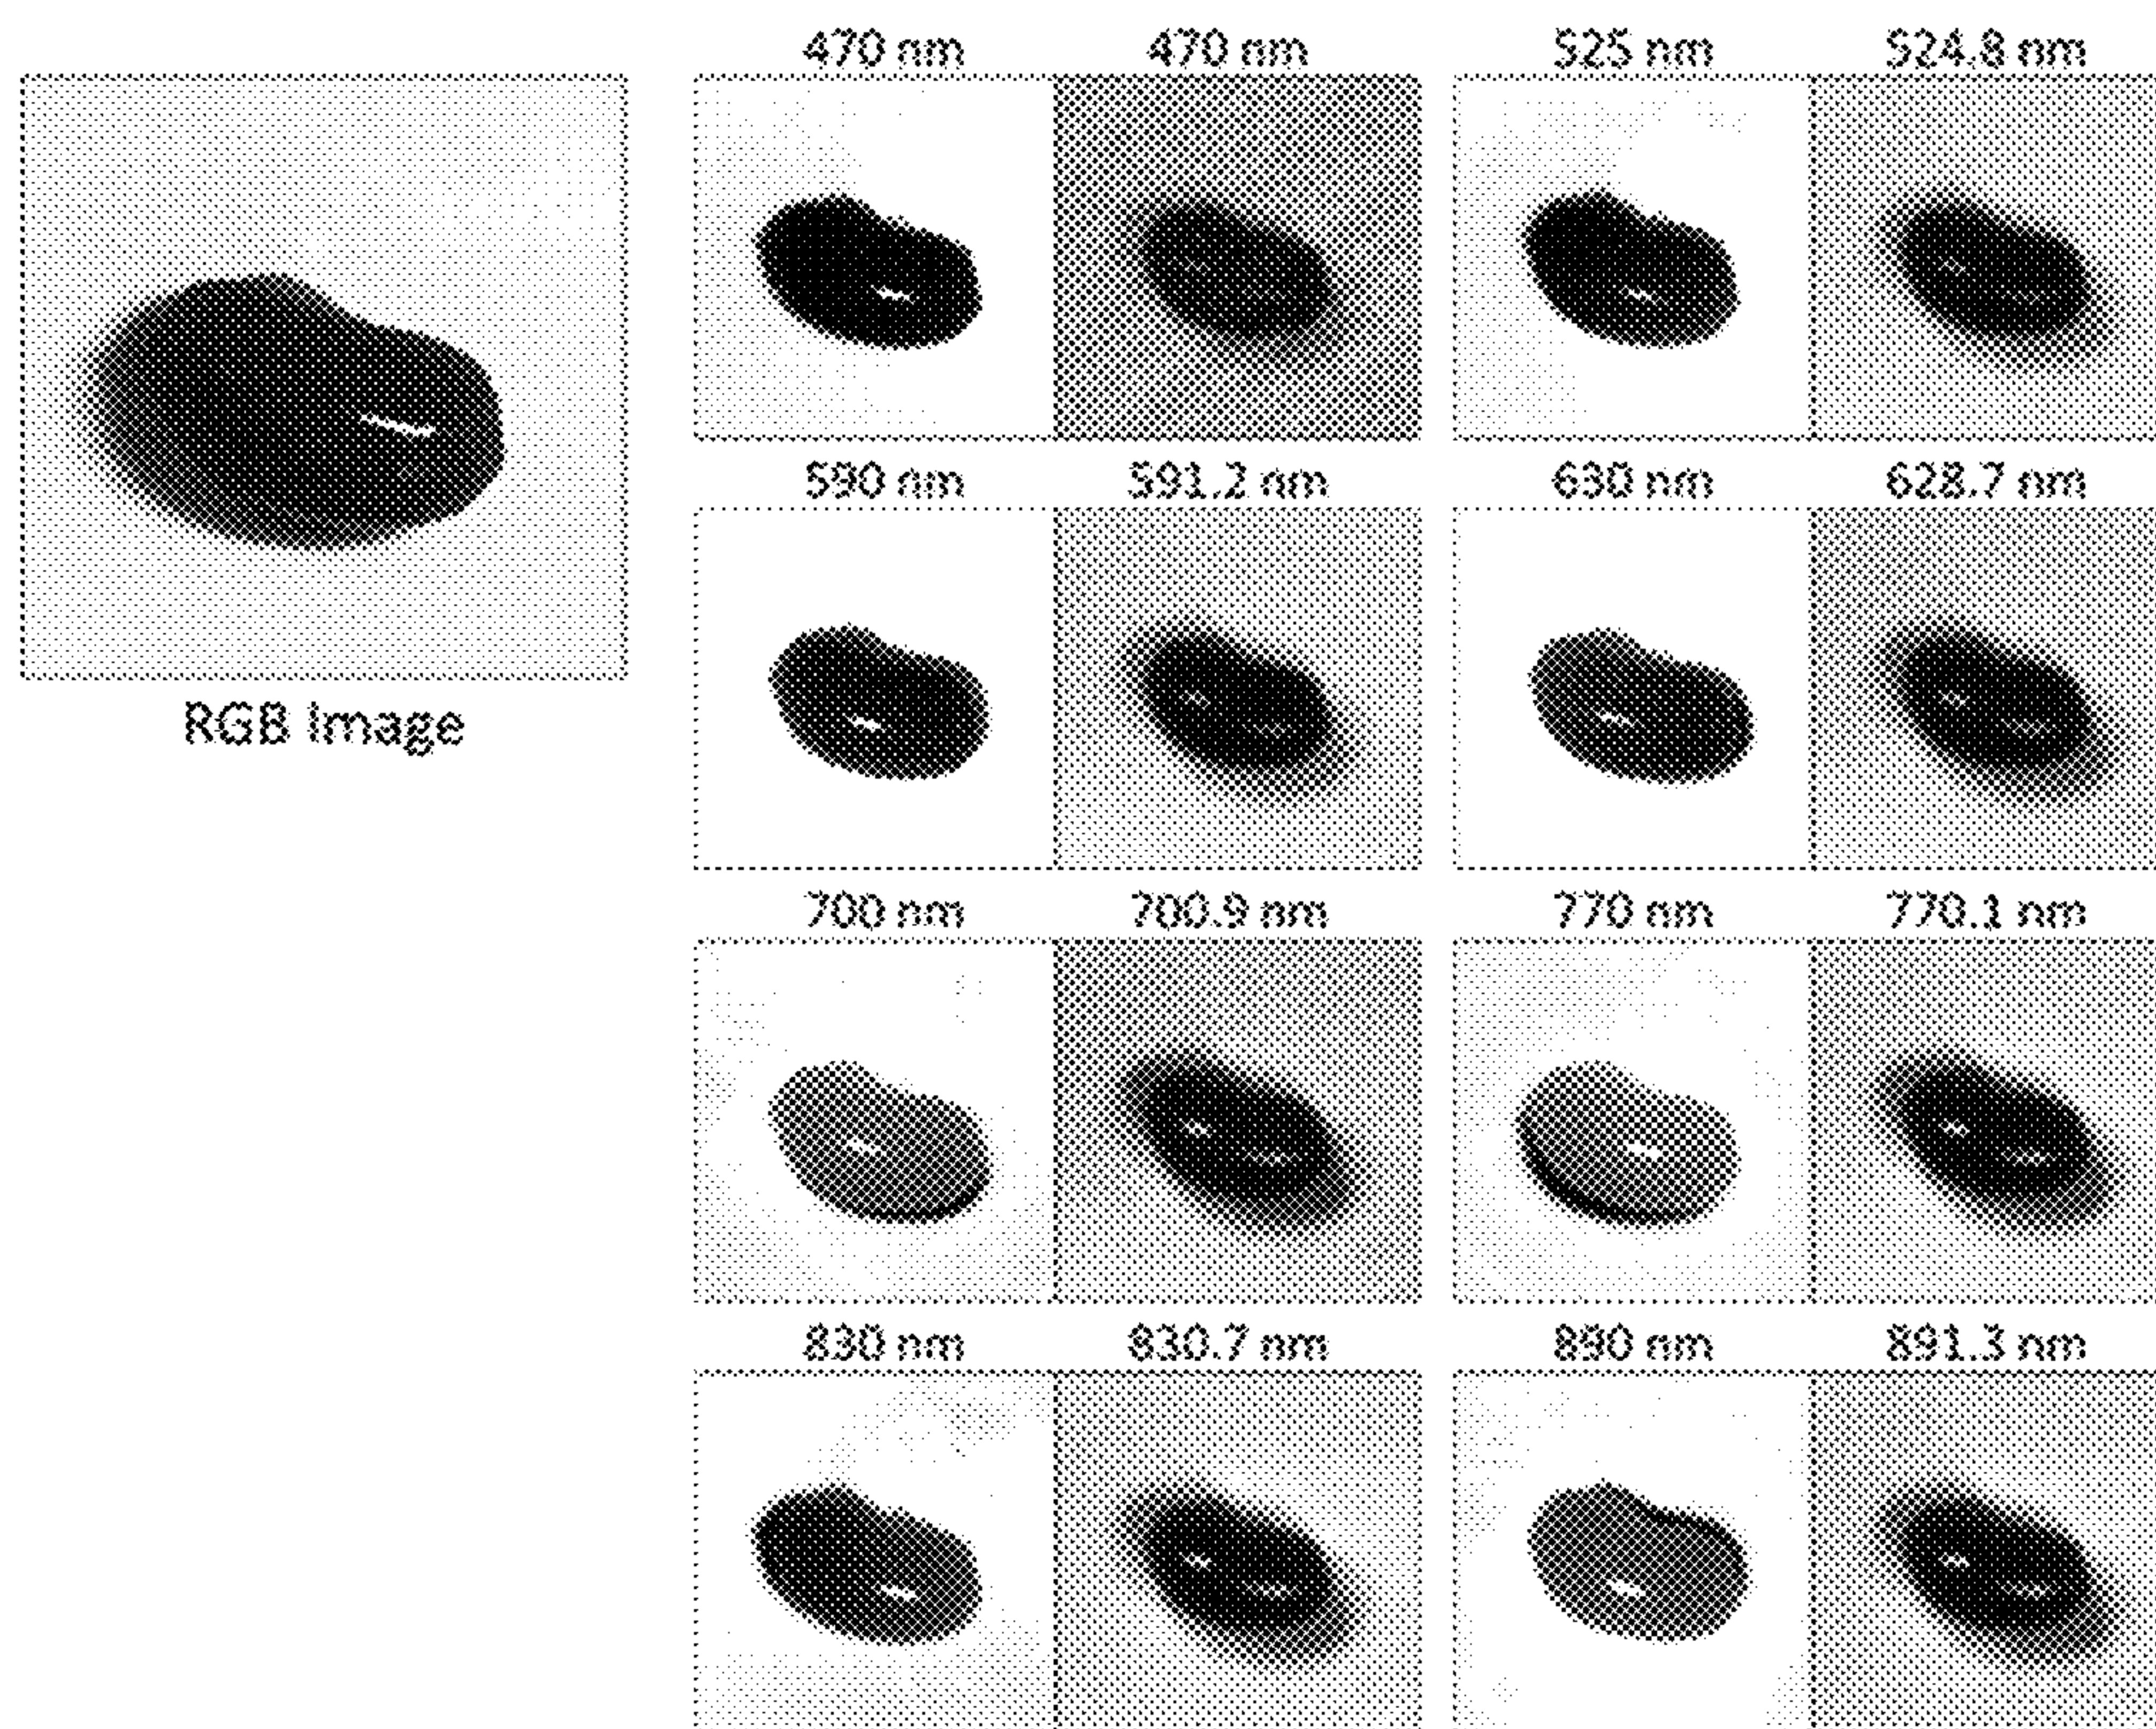 470 nm 470 nm 525 nm 524.8 nm
590 nm 591.2 nm 630 nm 628.7 nm
RGB Image
700 nm 700.9 nm 770 nm 770.1 nm
830 nm 830.7 nm 890 nm 891.3 nm